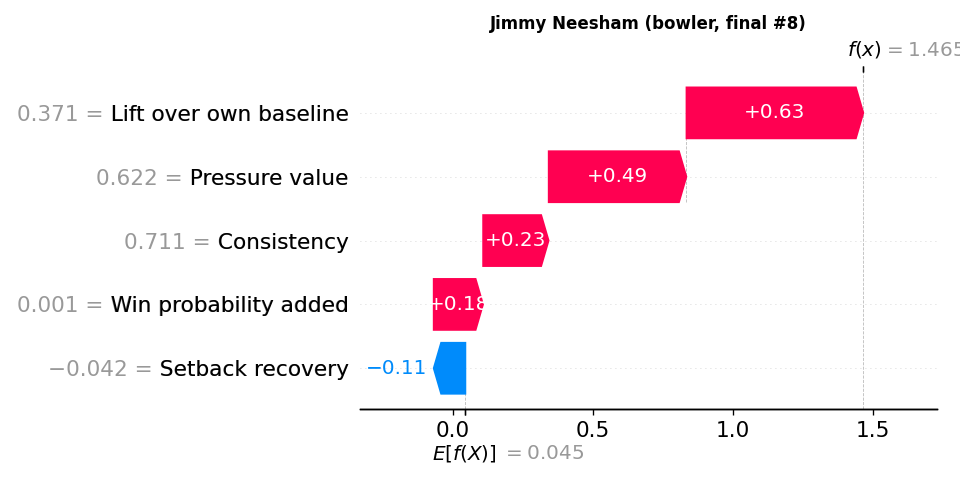 Jimmy Neesham (bowler, final #8)
f(x) = 1.465
0.371 = Lift over own baseline
+0.63
0.622 = Pressure value
+0.49
0.711 = Consistency
+0.23
0.001 = Win probability added
+0.18
−0.042 = Setback recovery
−0.11
0.0 0.5 1.0 1.5
E[f(X)] = 0.045